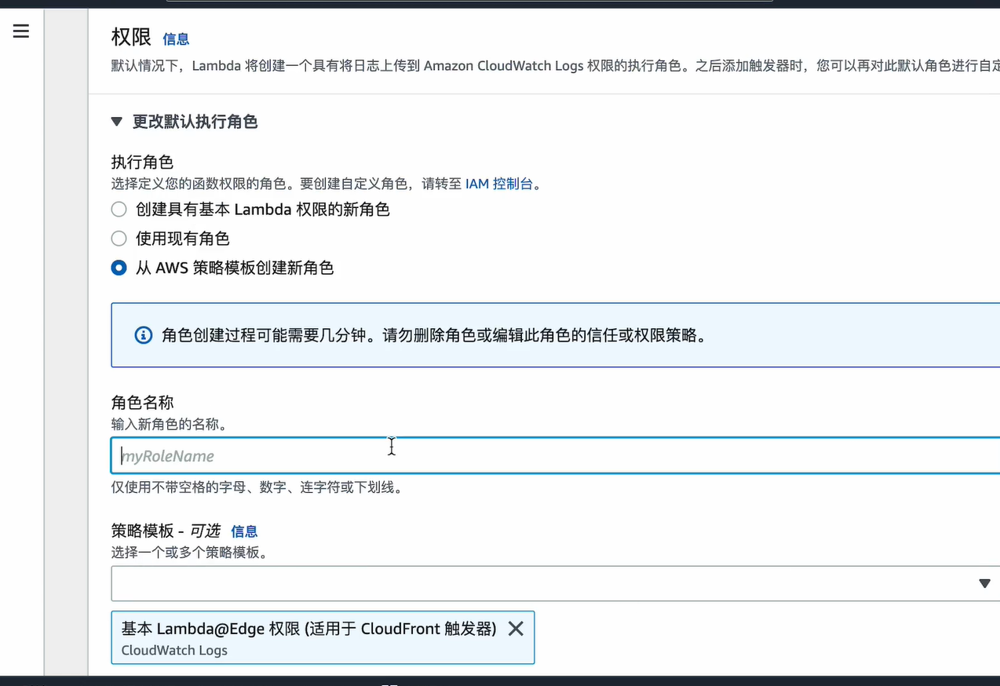 权限 信息
默认情况下，Lambda 将创建一个具有将日志上传到 Amazon CloudWatch Logs 权限的执行角色。之后添加触发器时，您可以再对此默认角色进行自定
更改默认执行角色
执行角色
选择定义您的函数权限的角色。要创建自定义角色，请转至 IAM 控制台。
创建具有基本 Lambda 权限的新角色
使用现有角色
从 AWS 策略模板创建新角色
角色创建过程可能需要几分钟。请勿删除角色或编辑此角色的信任或权限策略。
角色名称
输入新角色的名称。
myRoleName
仅使用不带空格的字母、数字、连字符或下划线。
策略模板 - 可选 信息
选择一个或多个策略模板。
基本 Lambda@Edge 权限 (适用于 CloudFront 触发器)
CloudWatch Logs